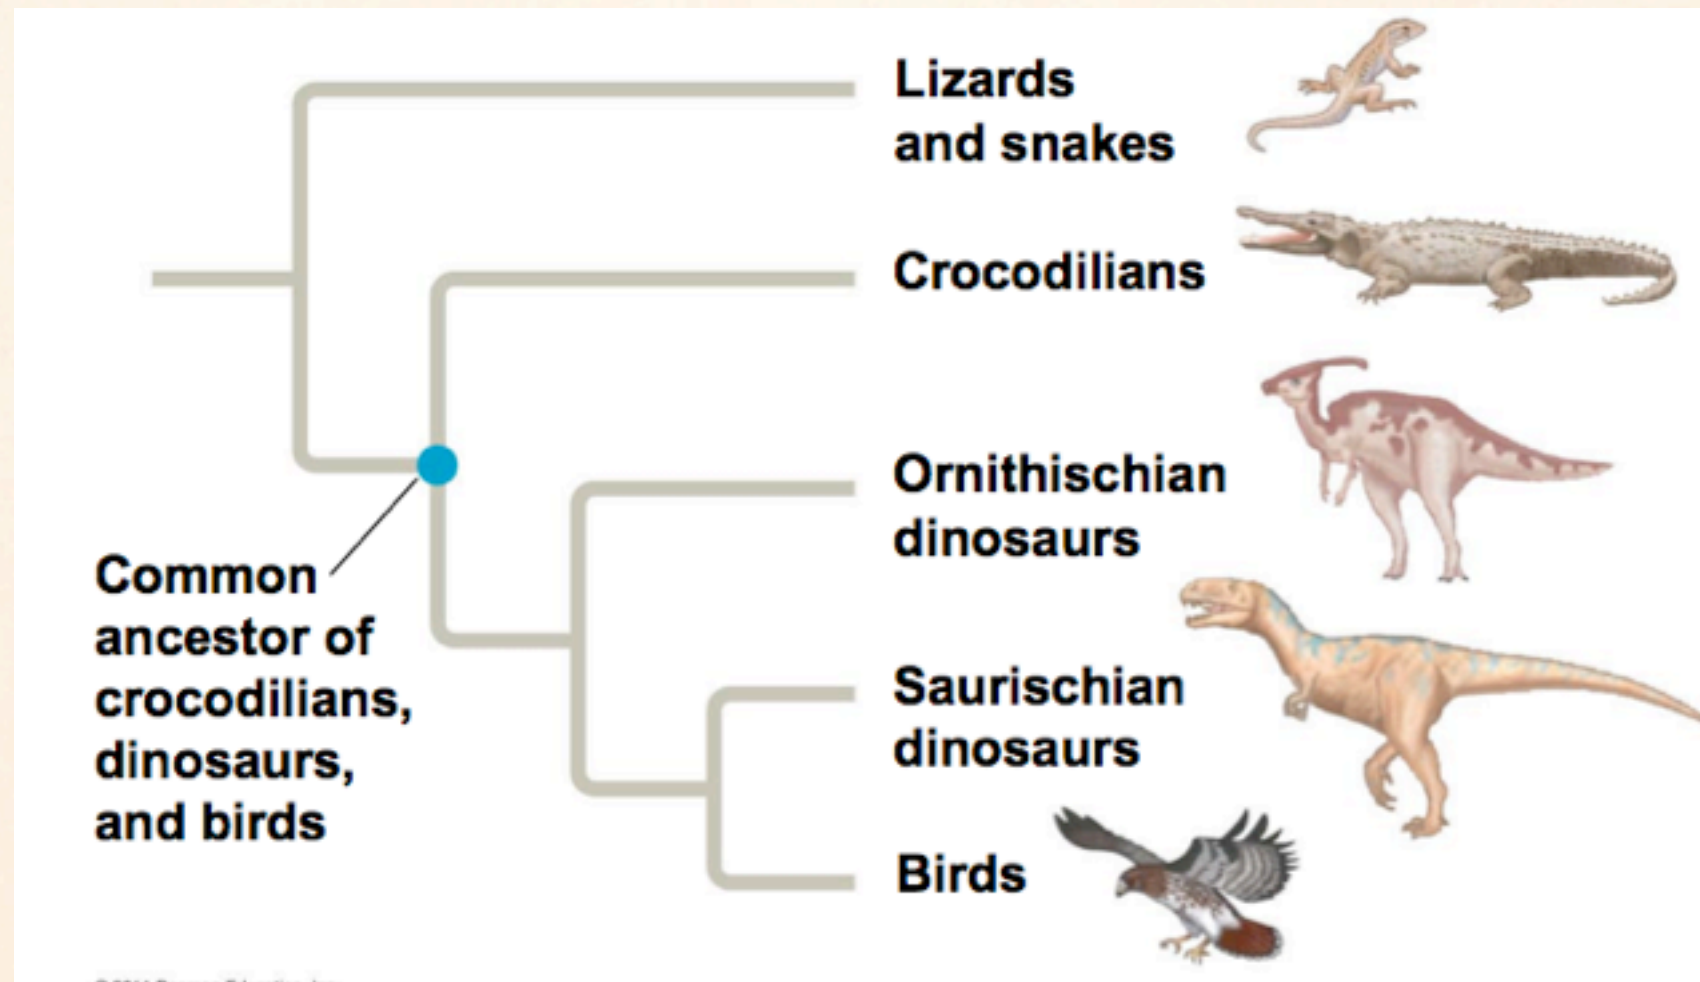 Lizards
and snakes
Crocodilians
Ornithischian
dinosaurs
Common
ancestor of
crocodilians,
dinosaurs,
and birds
Saurischian
dinosaurs
Birds